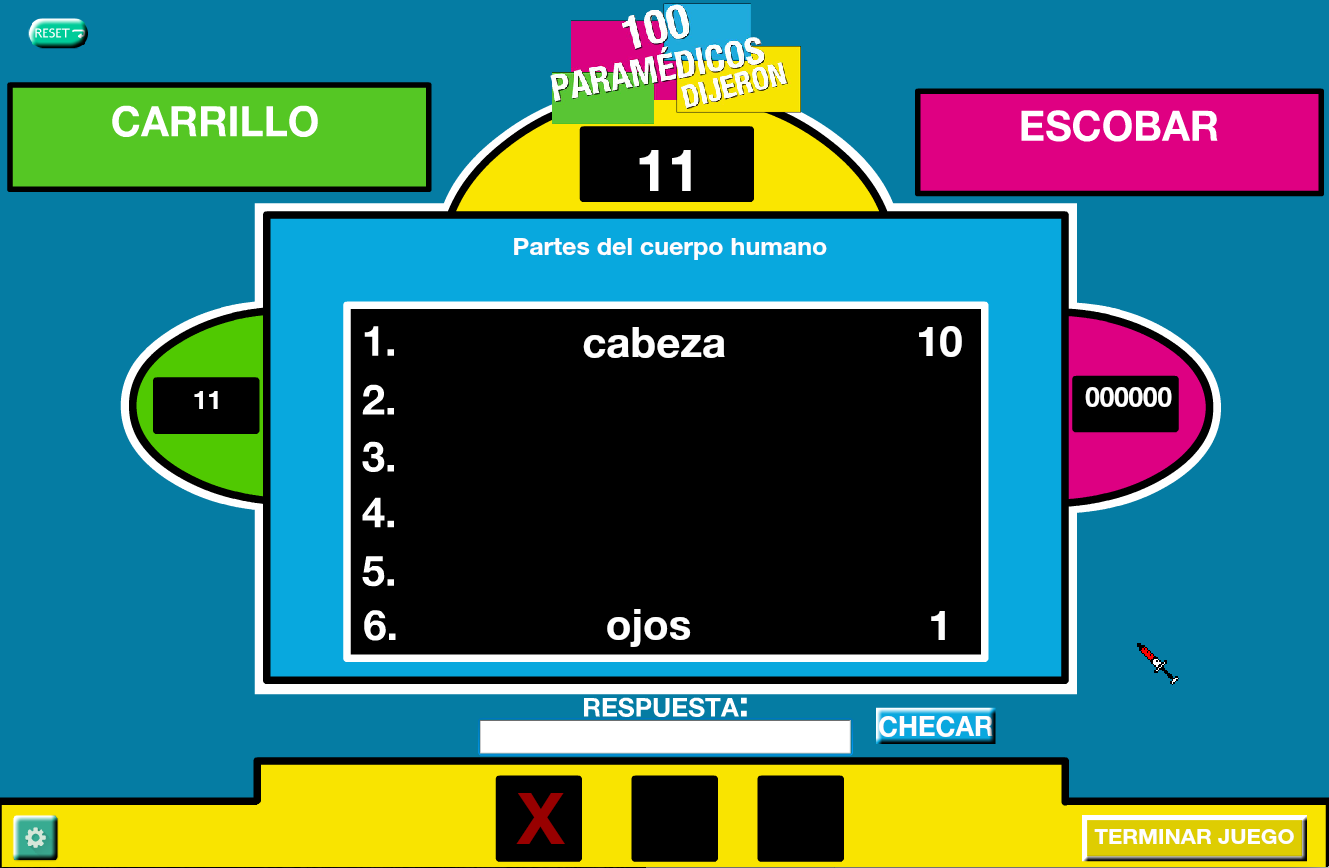 RESET
100
PARAMÉDICOS
DIJERON
CARRILLO
ESCOBAR
11
Partes del cuerpo humano
1. cabeza 10
2.
3.
4.
5.
6. ojos 1
11
000000
RESPUESTA:
CHECAR
X
TERMINAR JUEGO